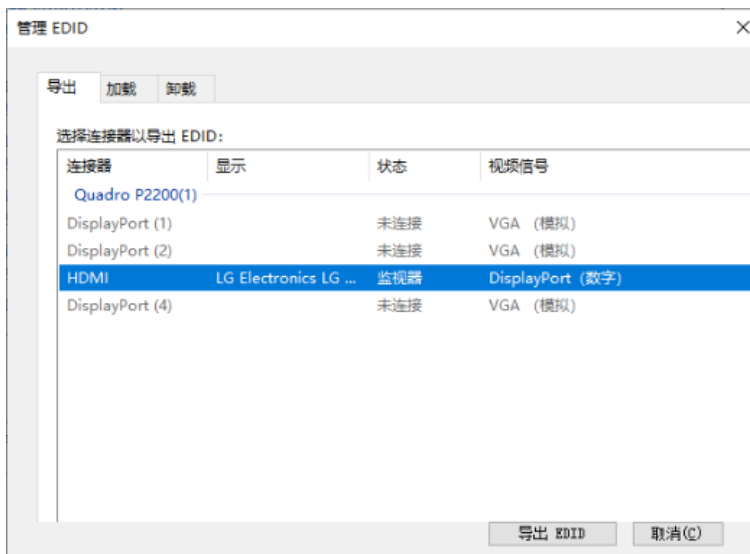 管理 EDID
导出 加载 卸载
选择连接器以导出 EDID:
连接器 显示 状态 视频信号
Quadro P2200(1)
DisplayPort (1) 未连接 VGA （模拟）
DisplayPort (2) 未连接 VGA （模拟）
HDMI LG Electronics LG ... 监视器 DisplayPort （数字）
DisplayPort (4) 未连接 VGA （模拟）
导出 EDID 取消(C)